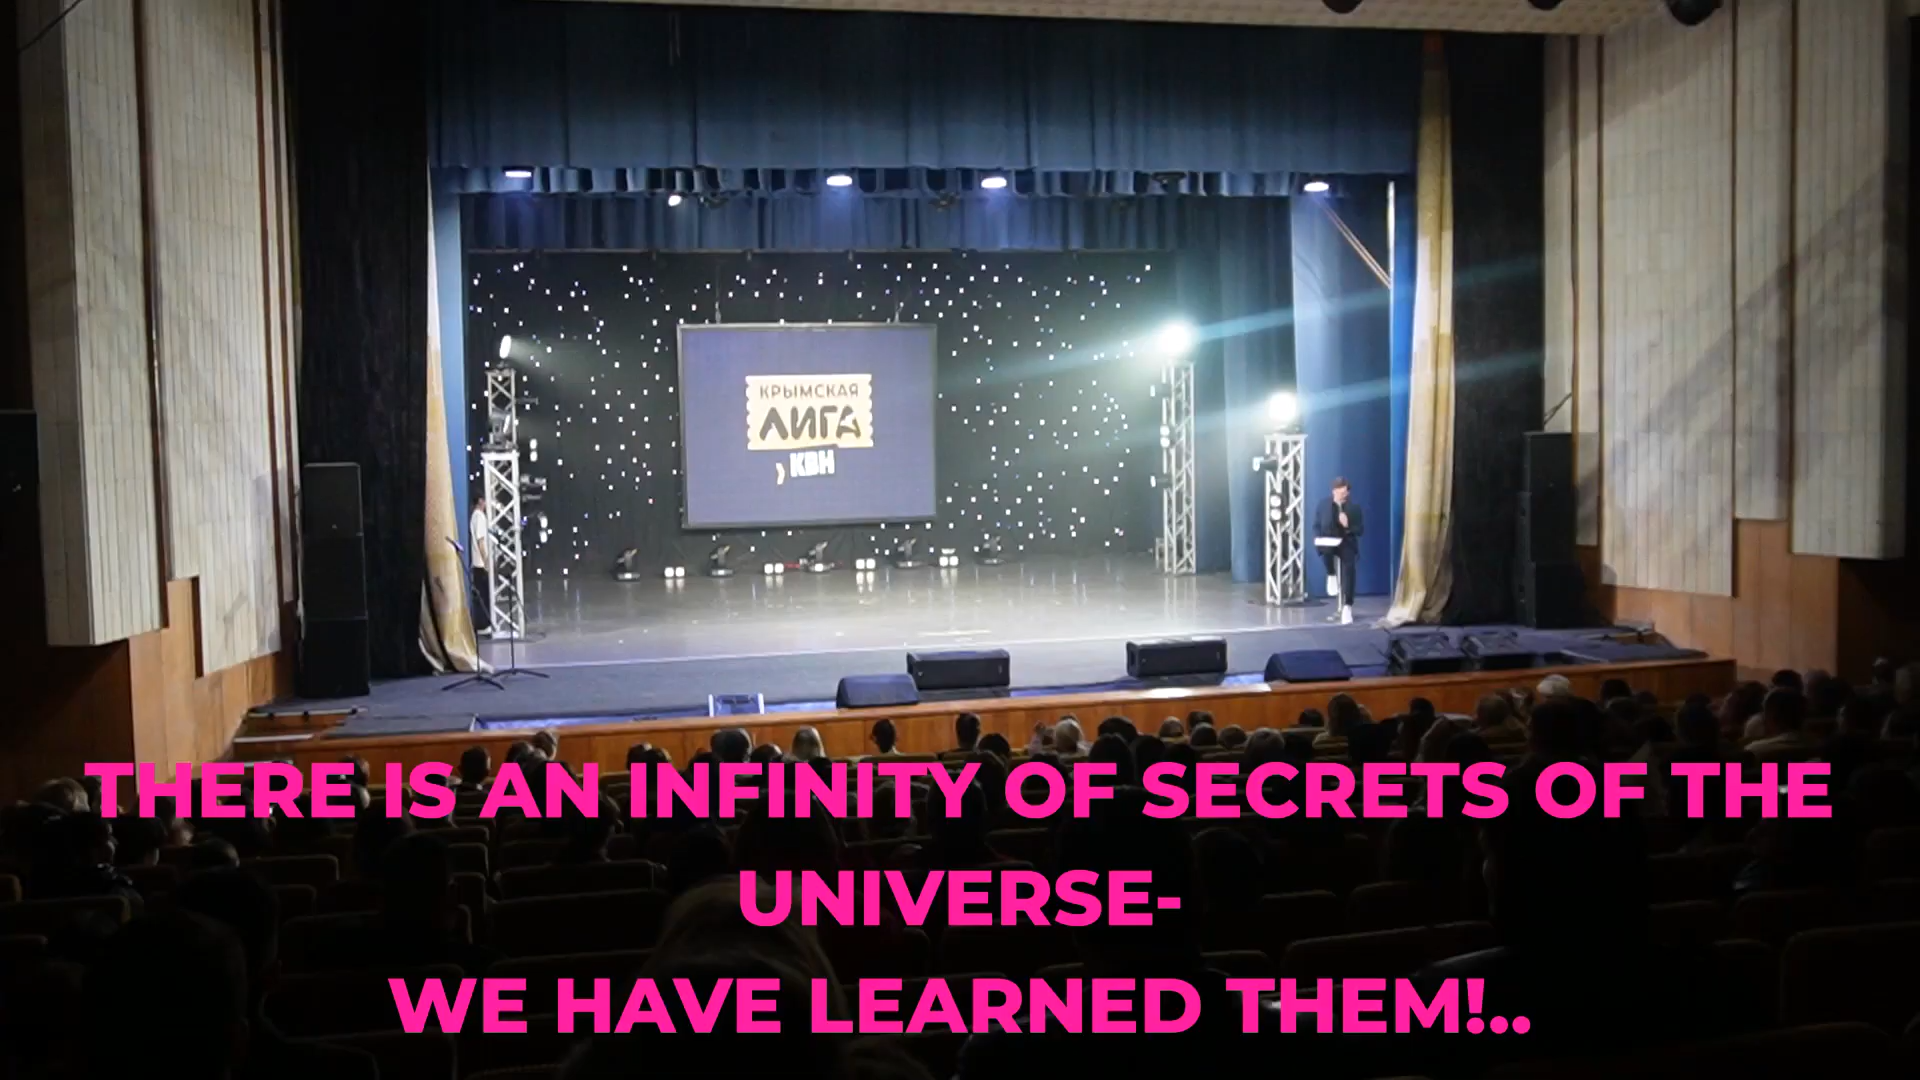 КРЫМСКАЯ
ЛИГА
КВН
THERE IS AN INFINITY OF SECRETS OF THE
UNIVERSE-
WE HAVE LEARNED THEM!..